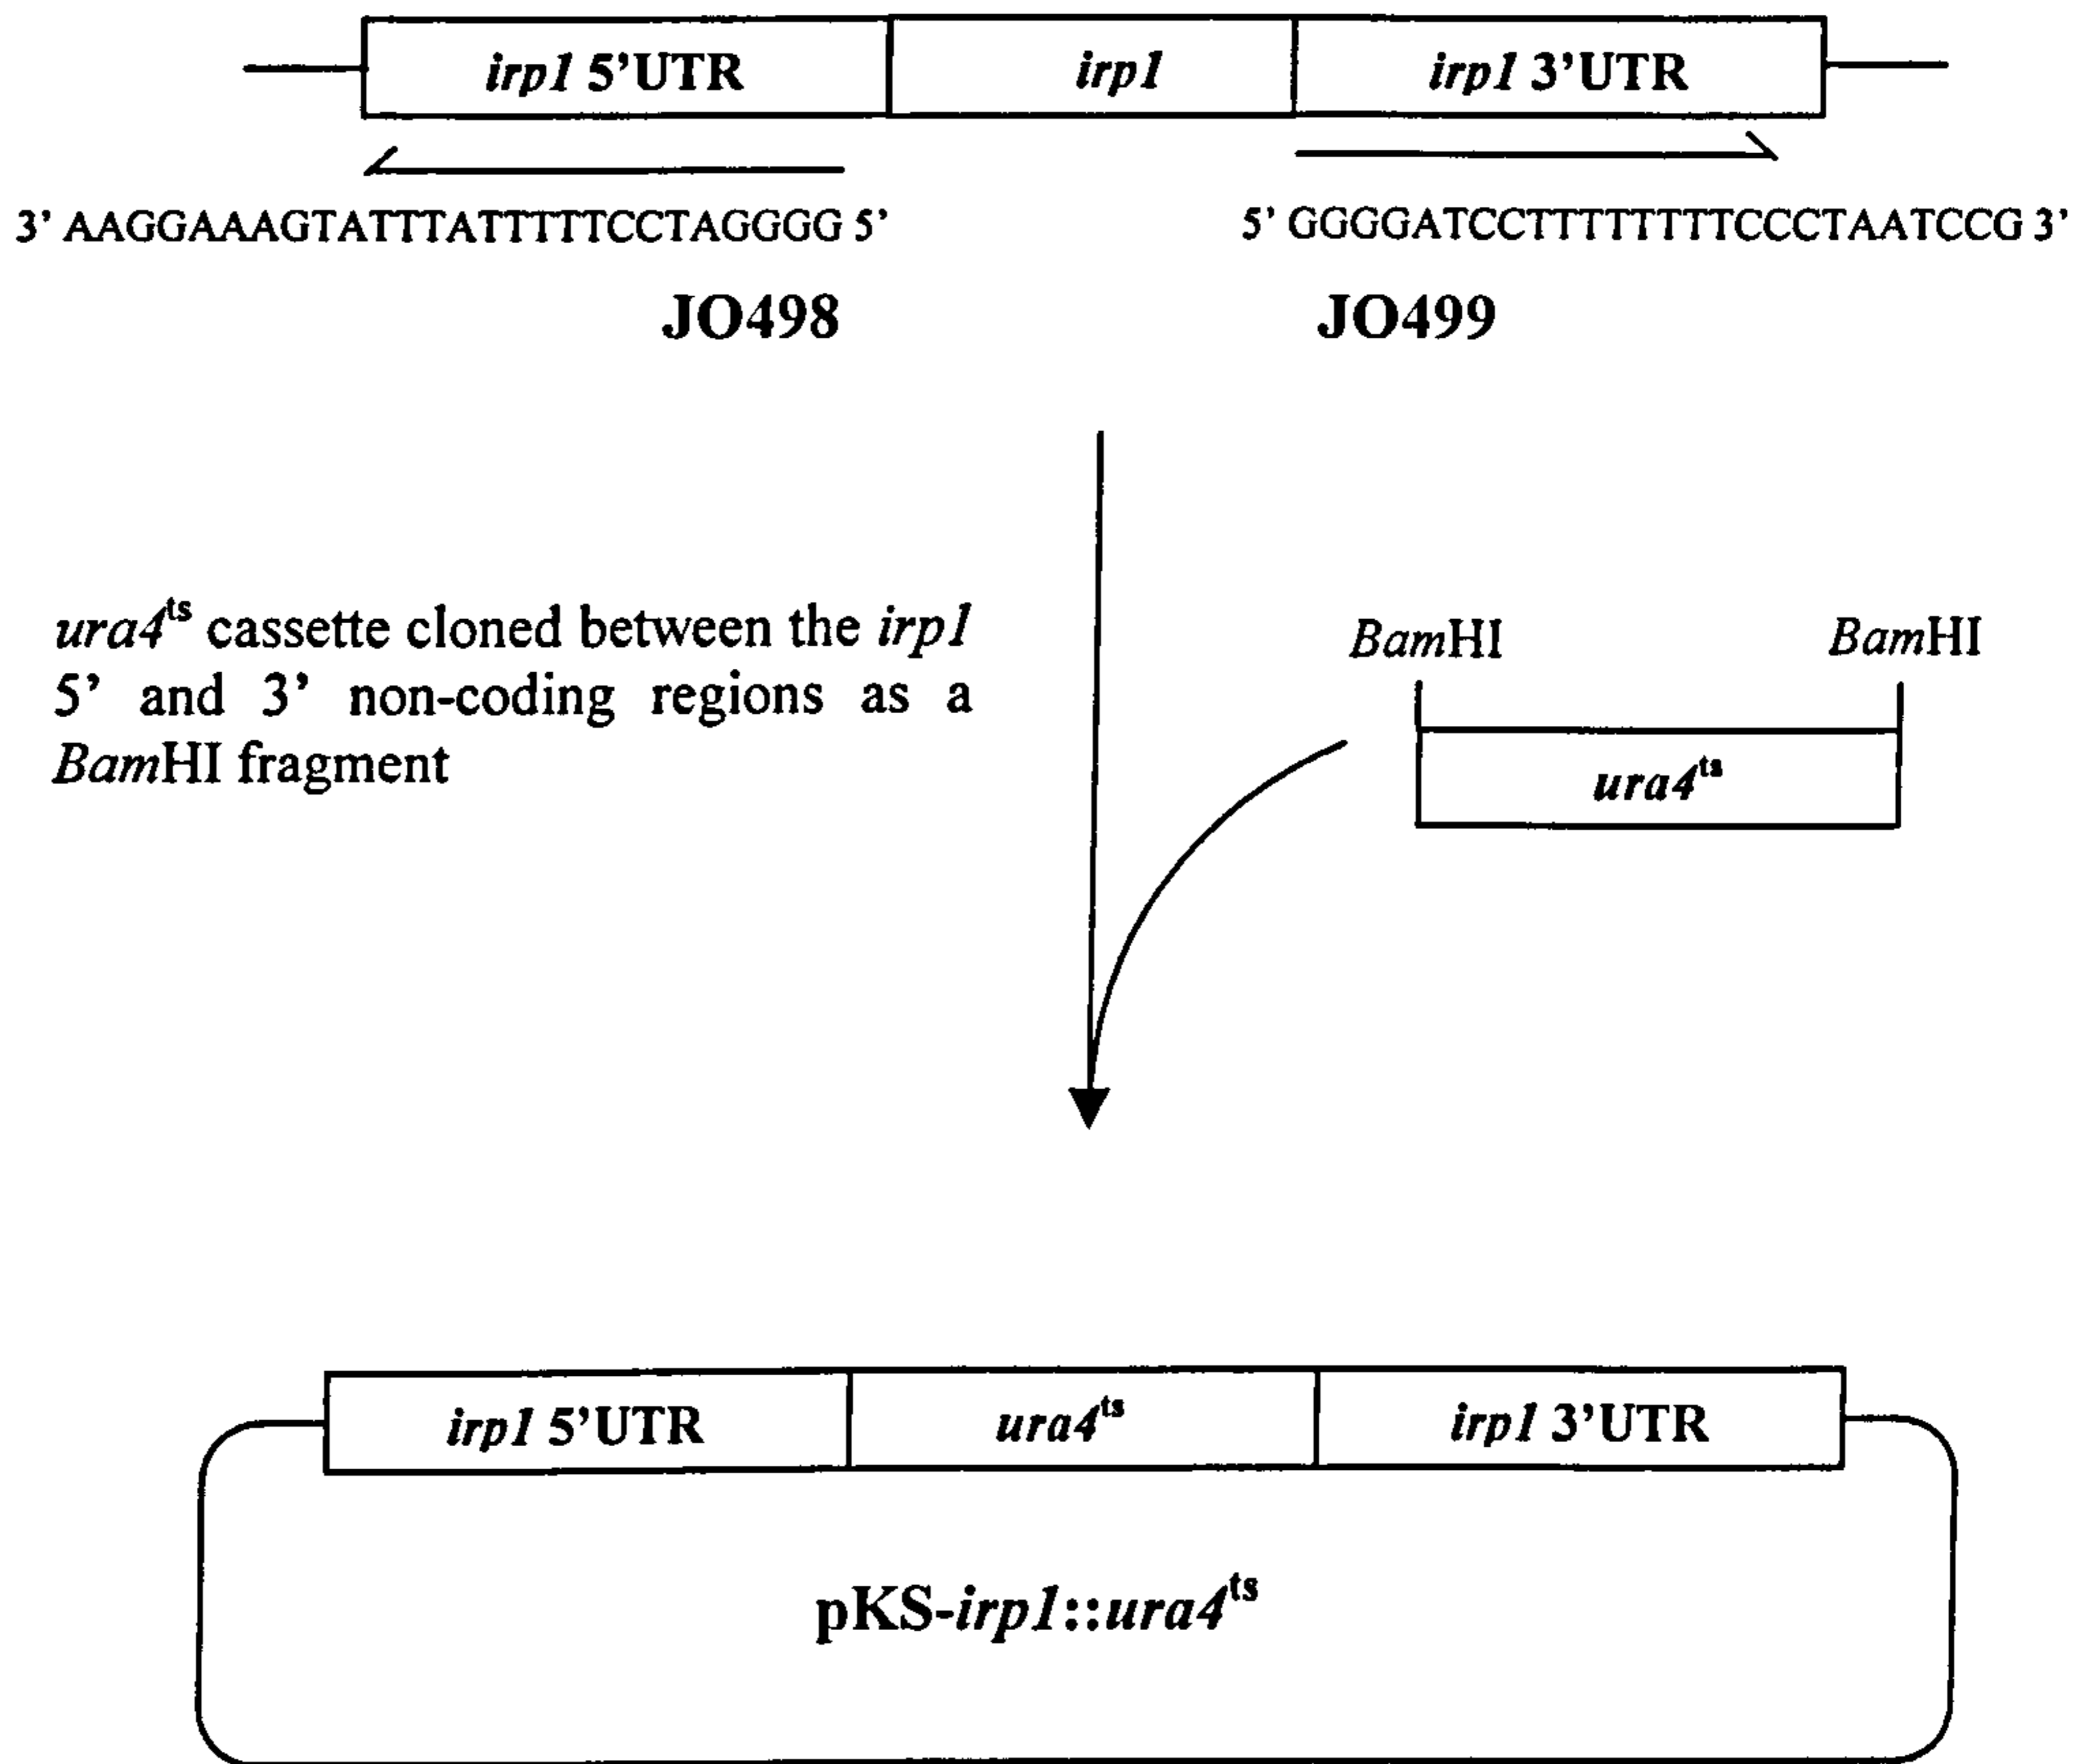 irp1 5'UTR irp1 irp1 3'UTR
3' AAGGAAAGTATTTATTTTTCCTAGGGG 5' 5' GGGGATCCTTTTTTTTCCCTAATCCG 3'
JO498 JO499
ura4ts cassette cloned between the irp1
5' and 3' non-coding regions as a
BamHI fragment
BamHI BamHI
ura4ts
irp1 5'UTR ura4ts irp1 3'UTR
pKS-irp1::ura4ts